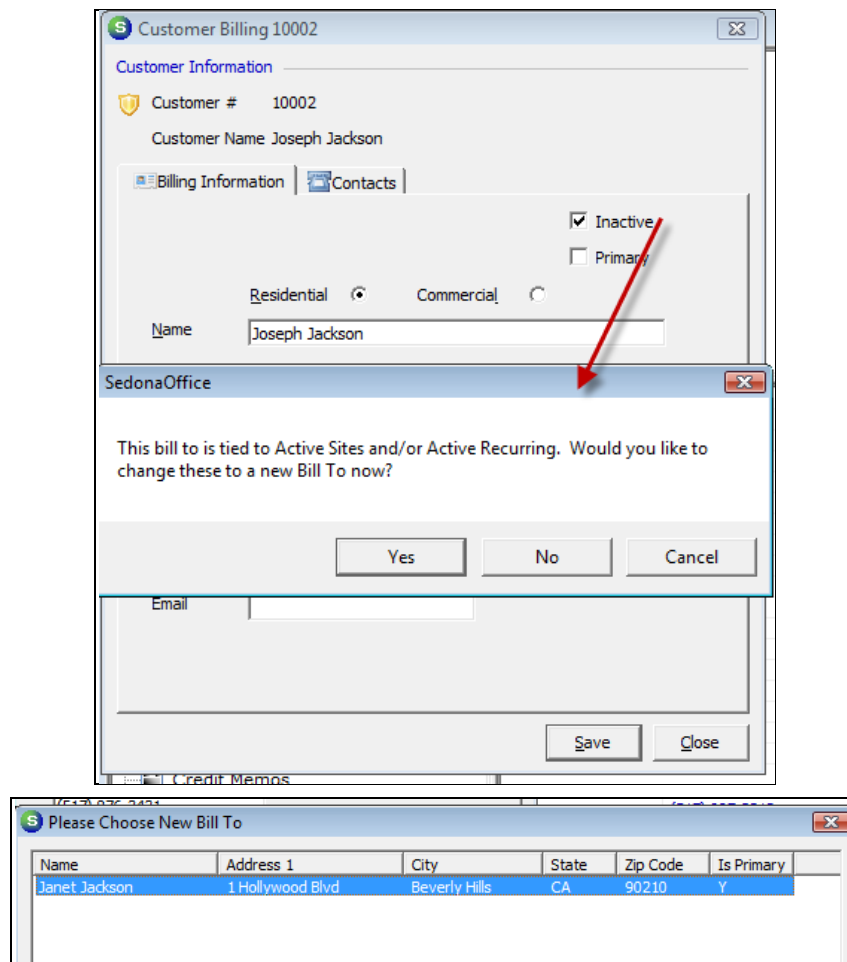 Customer Billing 10002
Customer Information
Customer # 10002
Customer Name Joseph Jackson
Billing Information Contacts
Inactive
Primary
Residential Commercial
Name Joseph Jackson
SedonaOffice
This bill to is tied to Active Sites and/or Active Recurring. Would you like to
change these to a new Bill To now?
Yes No Cancel
Email
Save Close
Credit Memos
Please Choose New Bill To
Name Address 1 City State Zip Code Is Primary
Janet Jackson 1 Hollywood Blvd Beverly Hills CA 90210 Y